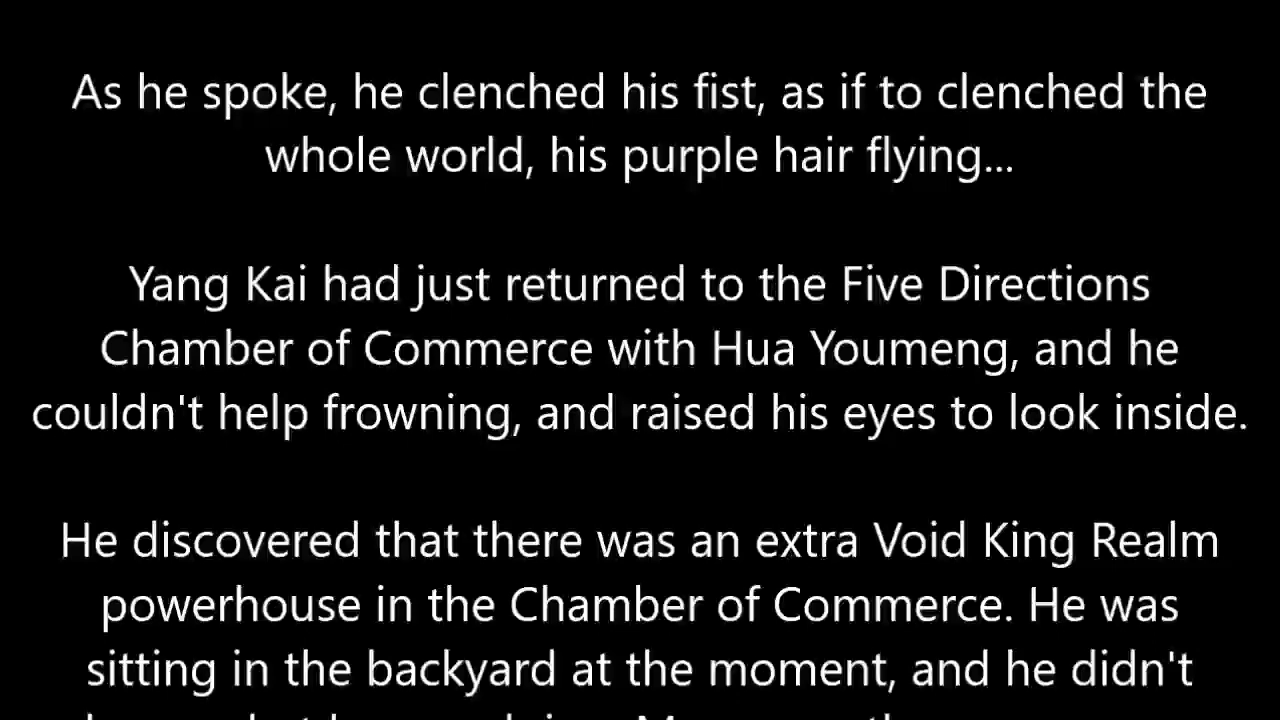 As he spoke, he clenched his fist, as if to clenched the
whole world, his purple hair flying...
Yang Kai had just returned to the Five Directions
Chamber of Commerce with Hua Youmeng, and he
couldn't help frowning, and raised his eyes to look inside.
He discovered that there was an extra Void King Realm
powerhouse in the Chamber of Commerce. He was
sitting in the backyard at the moment, and he didn't